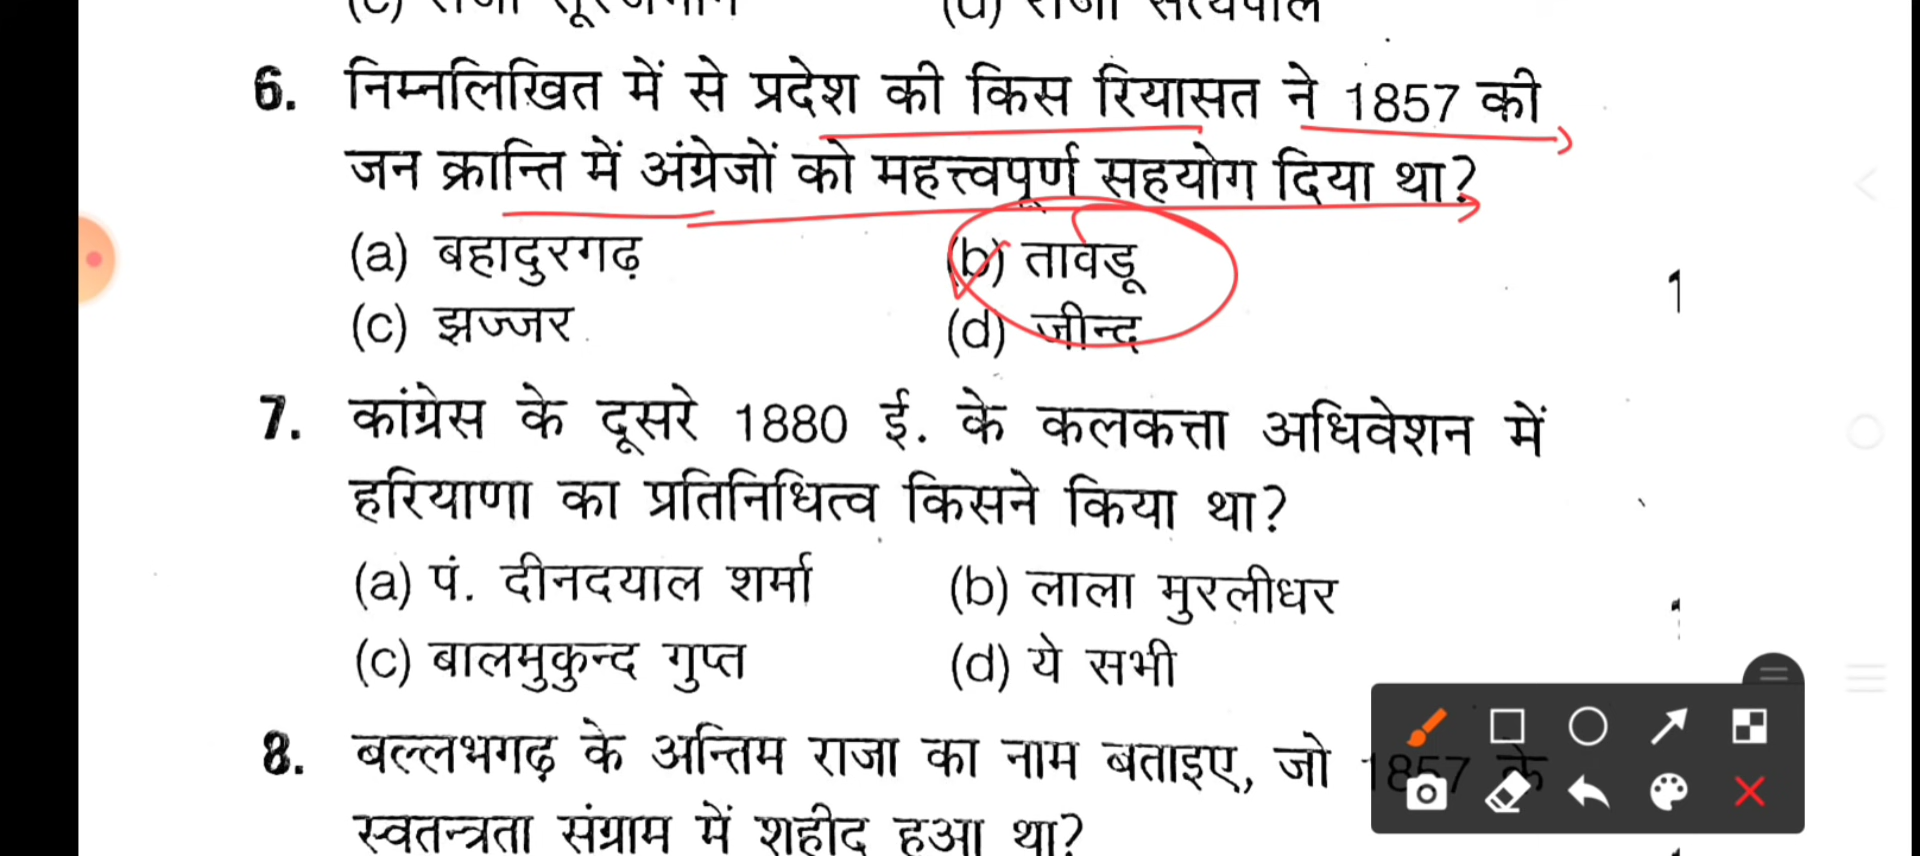 6. निम्नलिखित में से प्रदेश की किस रियासत ने 1857 की
जन क्रान्ति में अंग्रेजों को महत्त्वपूर्ण सहयोग दिया था?
(a) बहादुरगढ़ (b) तावडू
(c) झज्जर (d) जीन्द
1
7. कांग्रेस के दूसरे 1880 ई. के कलकत्ता अधिवेशन में
हरियाणा का प्रतिनिधित्व किसने किया था?
(a) पं. दीनदयाल शर्मा (b) लाला मुरलीधर
(c) बालमुकुन्द गुप्त (d) ये सभी
8. बल्लभगढ़ के अन्तिम राजा का नाम बताइए, जो 1857 के
स्वतन्त्रता संग्राम में शहीद हुआ था?